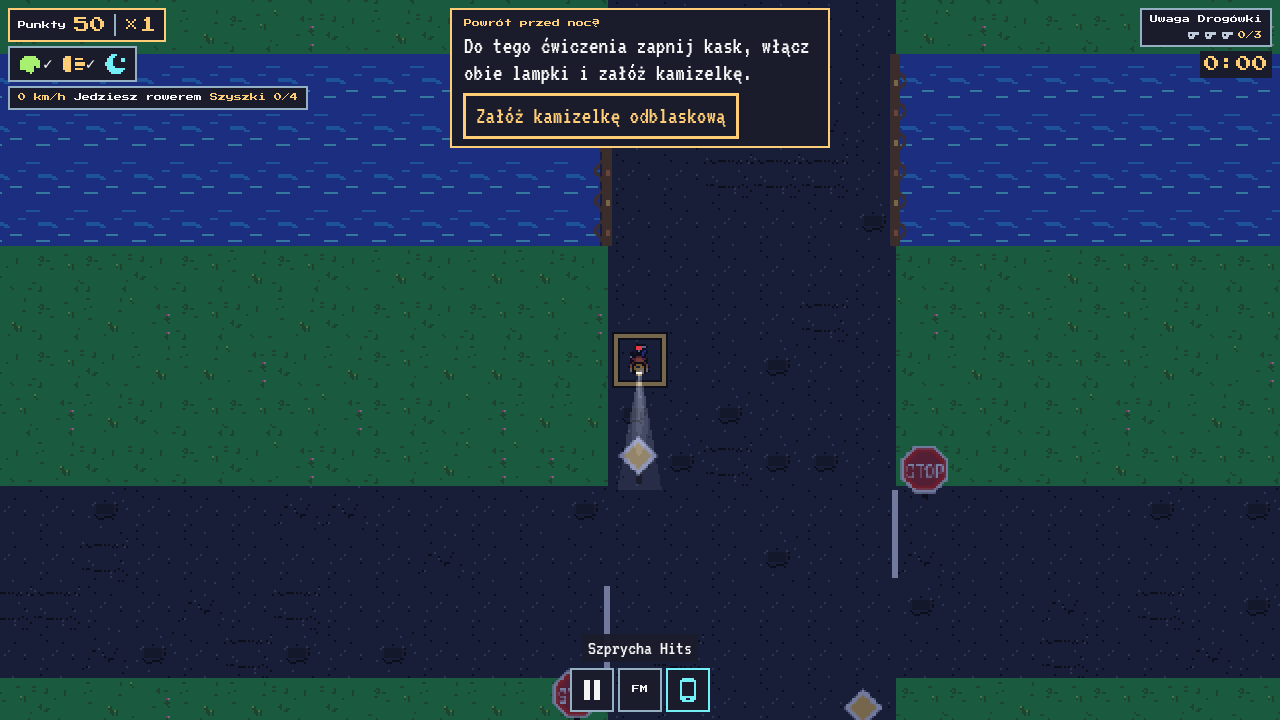 Punkty 50 ×1
0 km/h Jedziesz rowerem Szyszki 0/4
Powrót przed nocą?
Do tego ćwiczenia zapnij kask, włącz
obie lampki i załóż kamizelkę.
Załóż kamizelkę odblaskową
Uwaga Drogówki
0/3
0:00
STOP
Szprycha Hits
FM